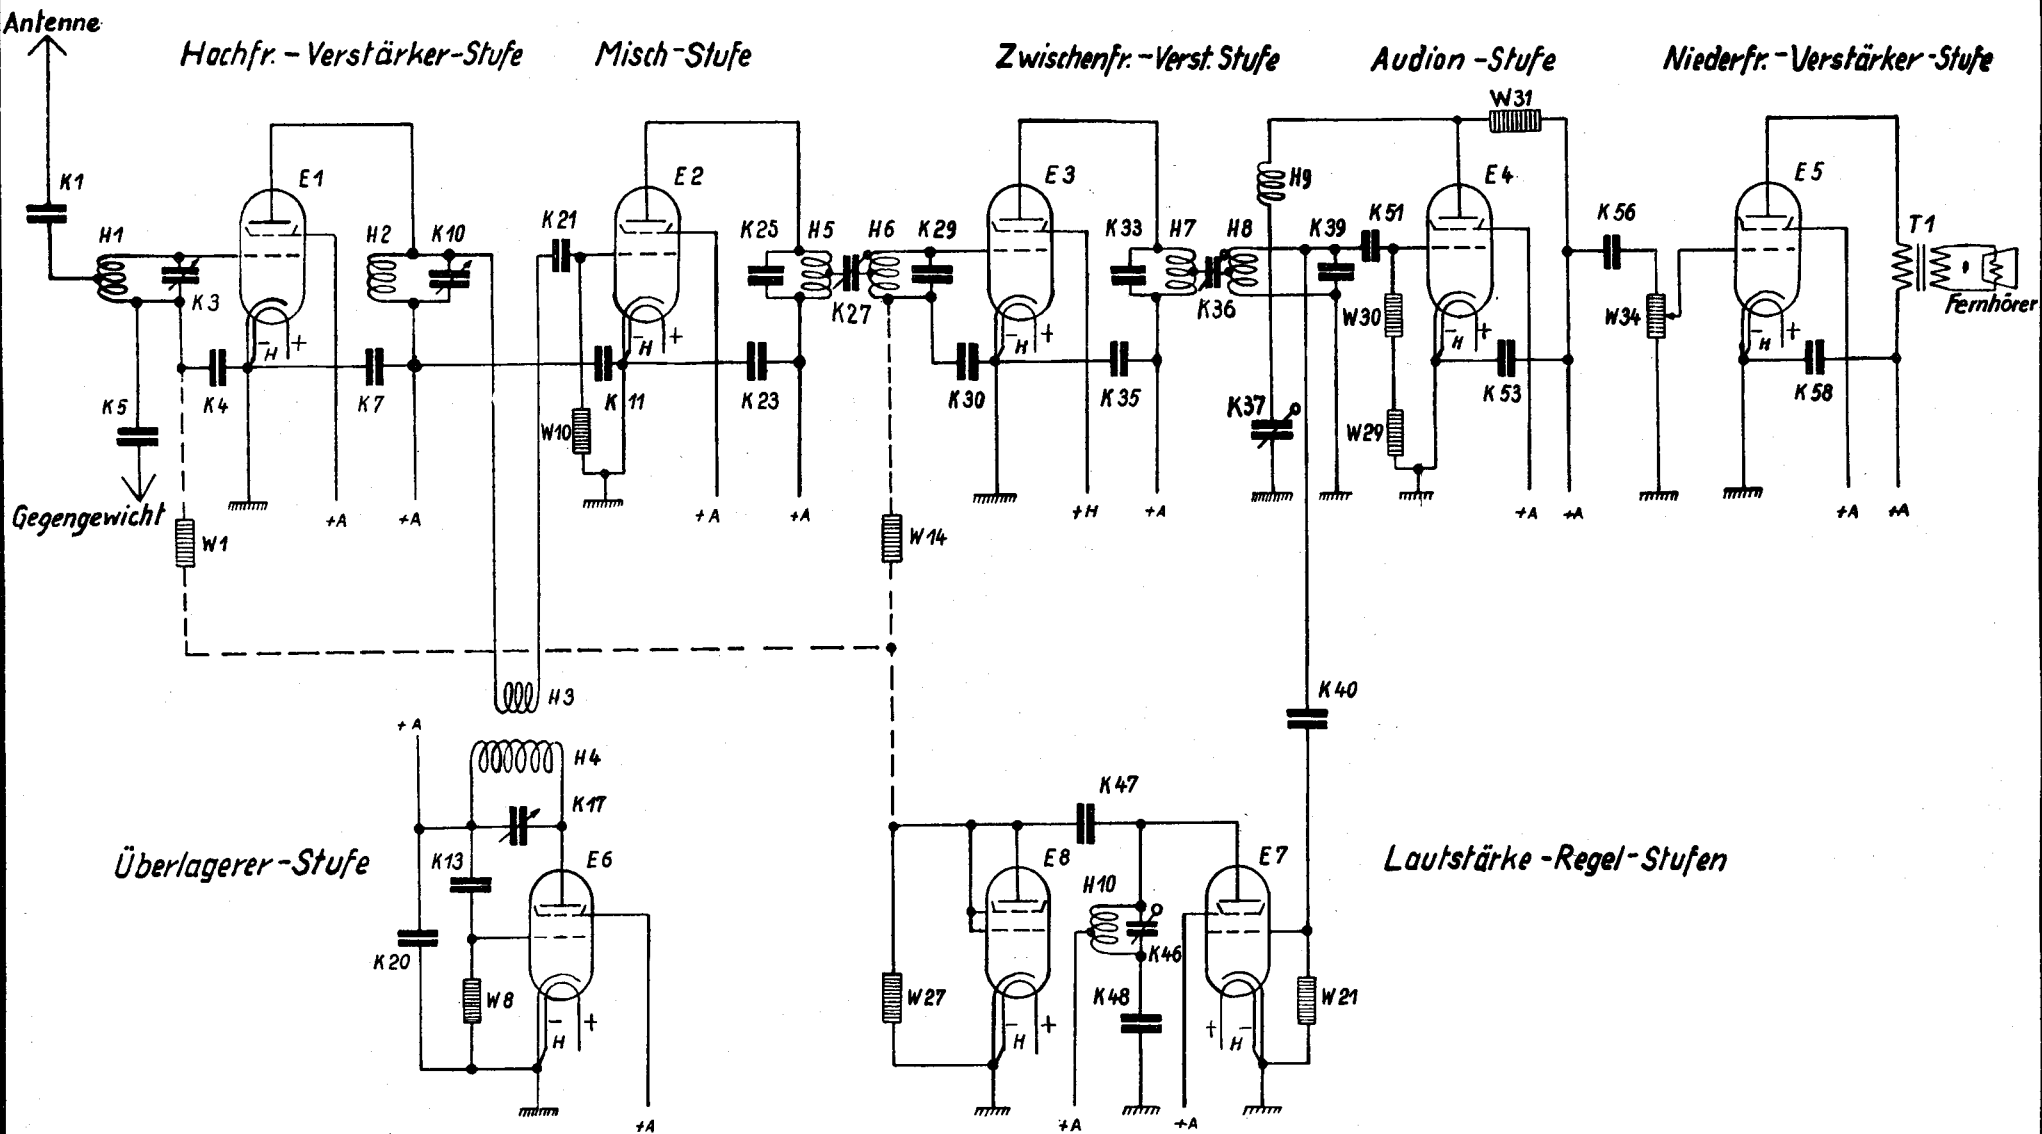 Antenne
Hochfr.-Verstärker-Stufe
Misch-Stufe
Zwischenfr.-Verst. Stufe
Audion-Stufe
Niederfr.-Verstärker-Stufe
W31
K1
E1
E2
E3
H9
E4
E5
H1
K3
H2
K10
K21
K25
H5
H6
K29
K33
H7
H8
K39
K51
K56
T1
K27
K36
W30
W34
Fernhörer
- H +
- H +
- H +
- H +
- H +
K5
K4
K7
K11
W10
K23
K30
K35
K37
W29
K53
K58
Gegengewicht
+A
+A
+A
+A
+H
+A
+A
+A
+A
+A
W1
W14
H3
K40
+A
H4
K17
K47
Überlagerer-Stufe
K13
E6
E8
H10
E7
Lautstärke-Regel-Stufen
K20
W8
K46
W27
K48
W21
- H +
- H +
+ H -
+A
+A
+A